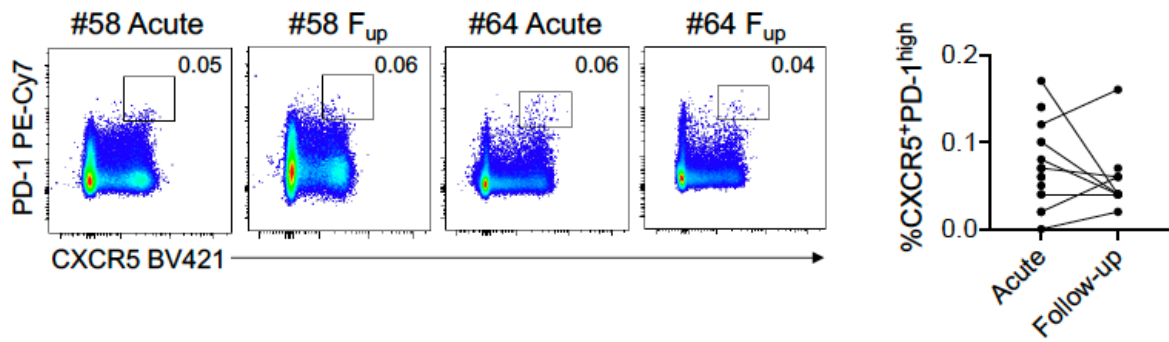 #58 Acute
#58 Fup
#64 Acute
#64 Fup
0.05
0.06
0.06
0.04
PD-1 PE-Cy7
CXCR5 BV421
%CXCR5+PD-1high
0.2
0.1
0.0
Acute
Follow-up